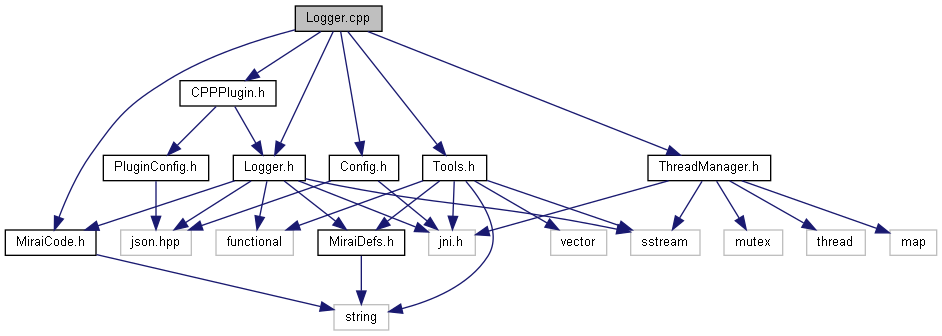 Logger.cpp
CPPPlugin.h
PluginConfig.h
Logger.h
Config.h
Tools.h
ThreadManager.h
MiraiCode.h
json.hpp
functional
MiraiDefs.h
jni.h
vector
sstream
mutex
thread
map
string